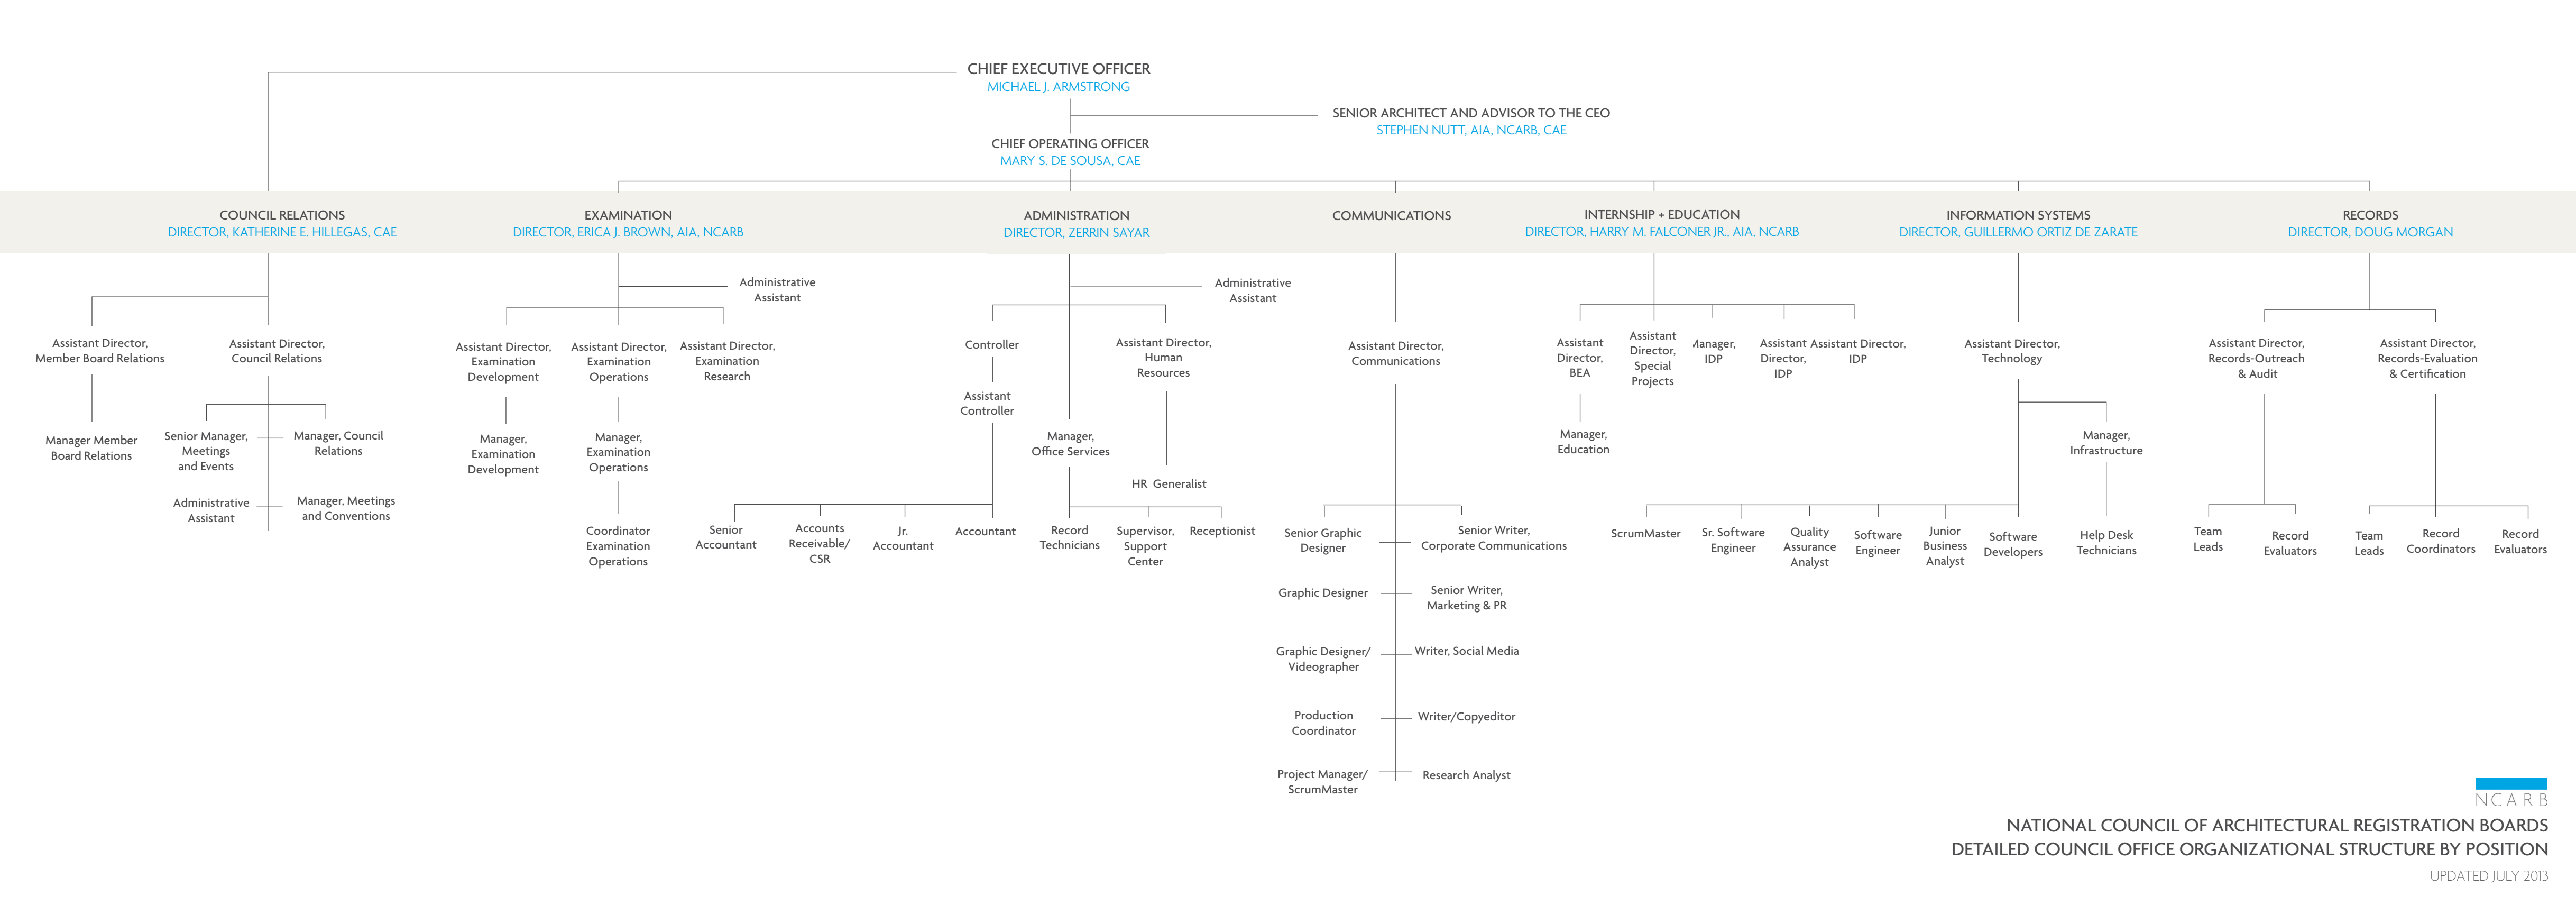 CHIEF EXECUTIVE OFFICER
MICHAEL J. ARMSTRONG
SENIOR ARCHITECT AND ADVISOR TO THE CEO
STEPHEN NUTT, AIA, NCARB, CAE
CHIEF OPERATING OFFICER
MARY S. DE SOUSA, CAE
COUNCIL RELATIONS
DIRECTOR, KATHERINE E. HILLEGAS, CAE
EXAMINATION
DIRECTOR, ERICA J. BROWN, AIA, NCARB
ADMINISTRATION
DIRECTOR, ZERRIN SAYAR
COMMUNICATIONS
INTERNSHIP + EDUCATION
DIRECTOR, HARRY M. FALCONER JR., AIA, NCARB
INFORMATION SYSTEMS
DIRECTOR, GUILLERMO ORTIZ DE ZARATE
RECORDS
DIRECTOR, DOUG MORGAN
Assistant Director,
Member Board Relations
Assistant Director,
Council Relations
Manager Member
Board Relations
Senior Manager,
Meetings
and Events
Manager, Council
Relations
Administrative
Assistant
Manager, Meetings
and Conventions
Administrative
Assistant
Assistant Director,
Examination
Development
Assistant Director,
Examination
Operations
Assistant Director,
Examination
Research
Manager,
Examination
Development
Manager,
Examination
Operations
Coordinator
Examination
Operations
Administrative
Assistant
Controller
Assistant Director,
Human
Resources
Assistant
Controller
Manager,
Office Services
HR Generalist
Senior
Accountant
Accounts
Receivable/
CSR
Jr.
Accountant
Accountant
Record
Technicians
Supervisor,
Support
Center
Receptionist
Assistant Director,
Communications
Senior Graphic
Designer
Senior Writer,
Corporate Communications
Graphic Designer
Senior Writer,
Marketing & PR
Graphic Designer/
Videographer
Writer, Social Media
Production
Coordinator
Writer/Copyeditor
Project Manager/
ScrumMaster
Research Analyst
Assistant
Director,
BEA
Assistant
Director,
Special
Projects
Manager,
IDP
Assistant
Director,
IDP
Assistant Director,
IDP
Manager,
Education
Assistant Director,
Technology
Manager,
Infrastructure
ScrumMaster
Sr. Software
Engineer
Quality
Assurance
Analyst
Software
Engineer
Junior
Business
Analyst
Software
Developers
Help Desk
Technicians
Assistant Director,
Records-Outreach
& Audit
Assistant Director,
Records-Evaluation
& Certification
Team
Leads
Record
Evaluators
Team
Leads
Record
Coordinators
Record
Evaluators
NCARB
NATIONAL COUNCIL OF ARCHITECTURAL REGISTRATION BOARDS
DETAILED COUNCIL OFFICE ORGANIZATIONAL STRUCTURE BY POSITION
UPDATED JULY 2013